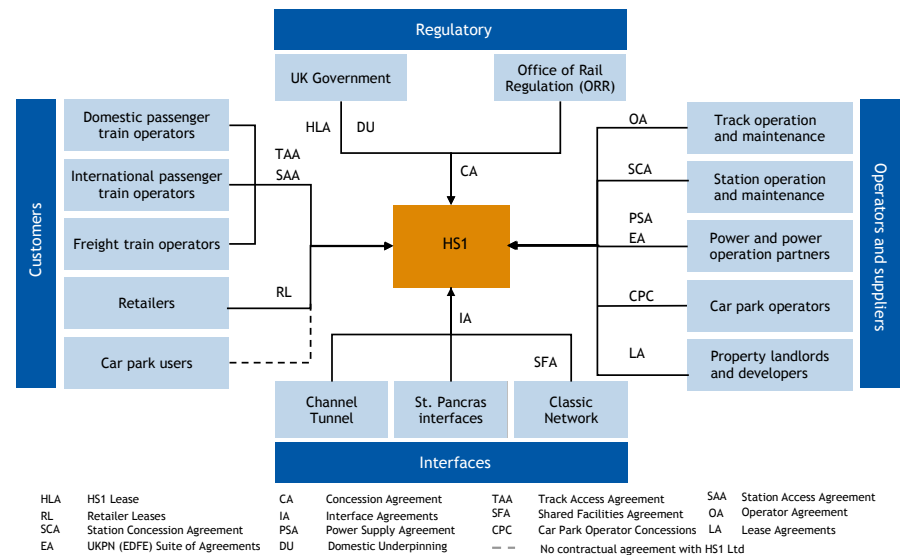 Regulatory
UK Government
Office of Rail
Regulation (ORR)
HLA
DU
CA
Customers
Domestic passenger
train operators
International passenger
train operators
Freight train operators
Retailers
Car park users
TAA
SAA
RL
HS1
OA
SCA
PSA
EA
CPC
LA
Track operation
and maintenance
Station operation
and maintenance
Power and power
operation partners
Car park operators
Property landlords
and developers
Operators and suppliers
IA
SFA
Channel
Tunnel
St. Pancras
interfaces
Classic
Network
Interfaces
HLA HS1 Lease
RL Retailer Leases
SCA Station Concession Agreement
EA UKPN (EDFE) Suite of Agreements
CA Concession Agreement
IA Interface Agreements
PSA Power Supply Agreement
DU Domestic Underpinning
TAA Track Access Agreement
SFA Shared Facilities Agreement
CPC Car Park Operator Concessions
No contractual agreement with HS1 Ltd
SAA Station Access Agreement
OA Operator Agreement
LA Lease Agreements